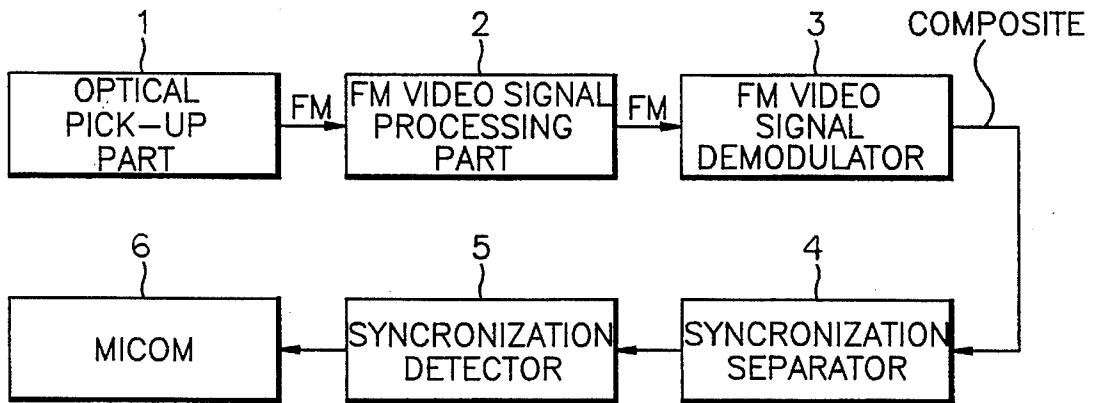 1
OPTICAL
PICK-UP
PART
FM
2
FM VIDEO SIGNAL
PROCESSING
PART
FM
3
FM VIDEO
SIGNAL
DEMODULATOR
COMPOSITE
6
MICOM
5
SYNCRONIZATION
DETECTOR
4
SYNCRONIZATION
SEPARATOR